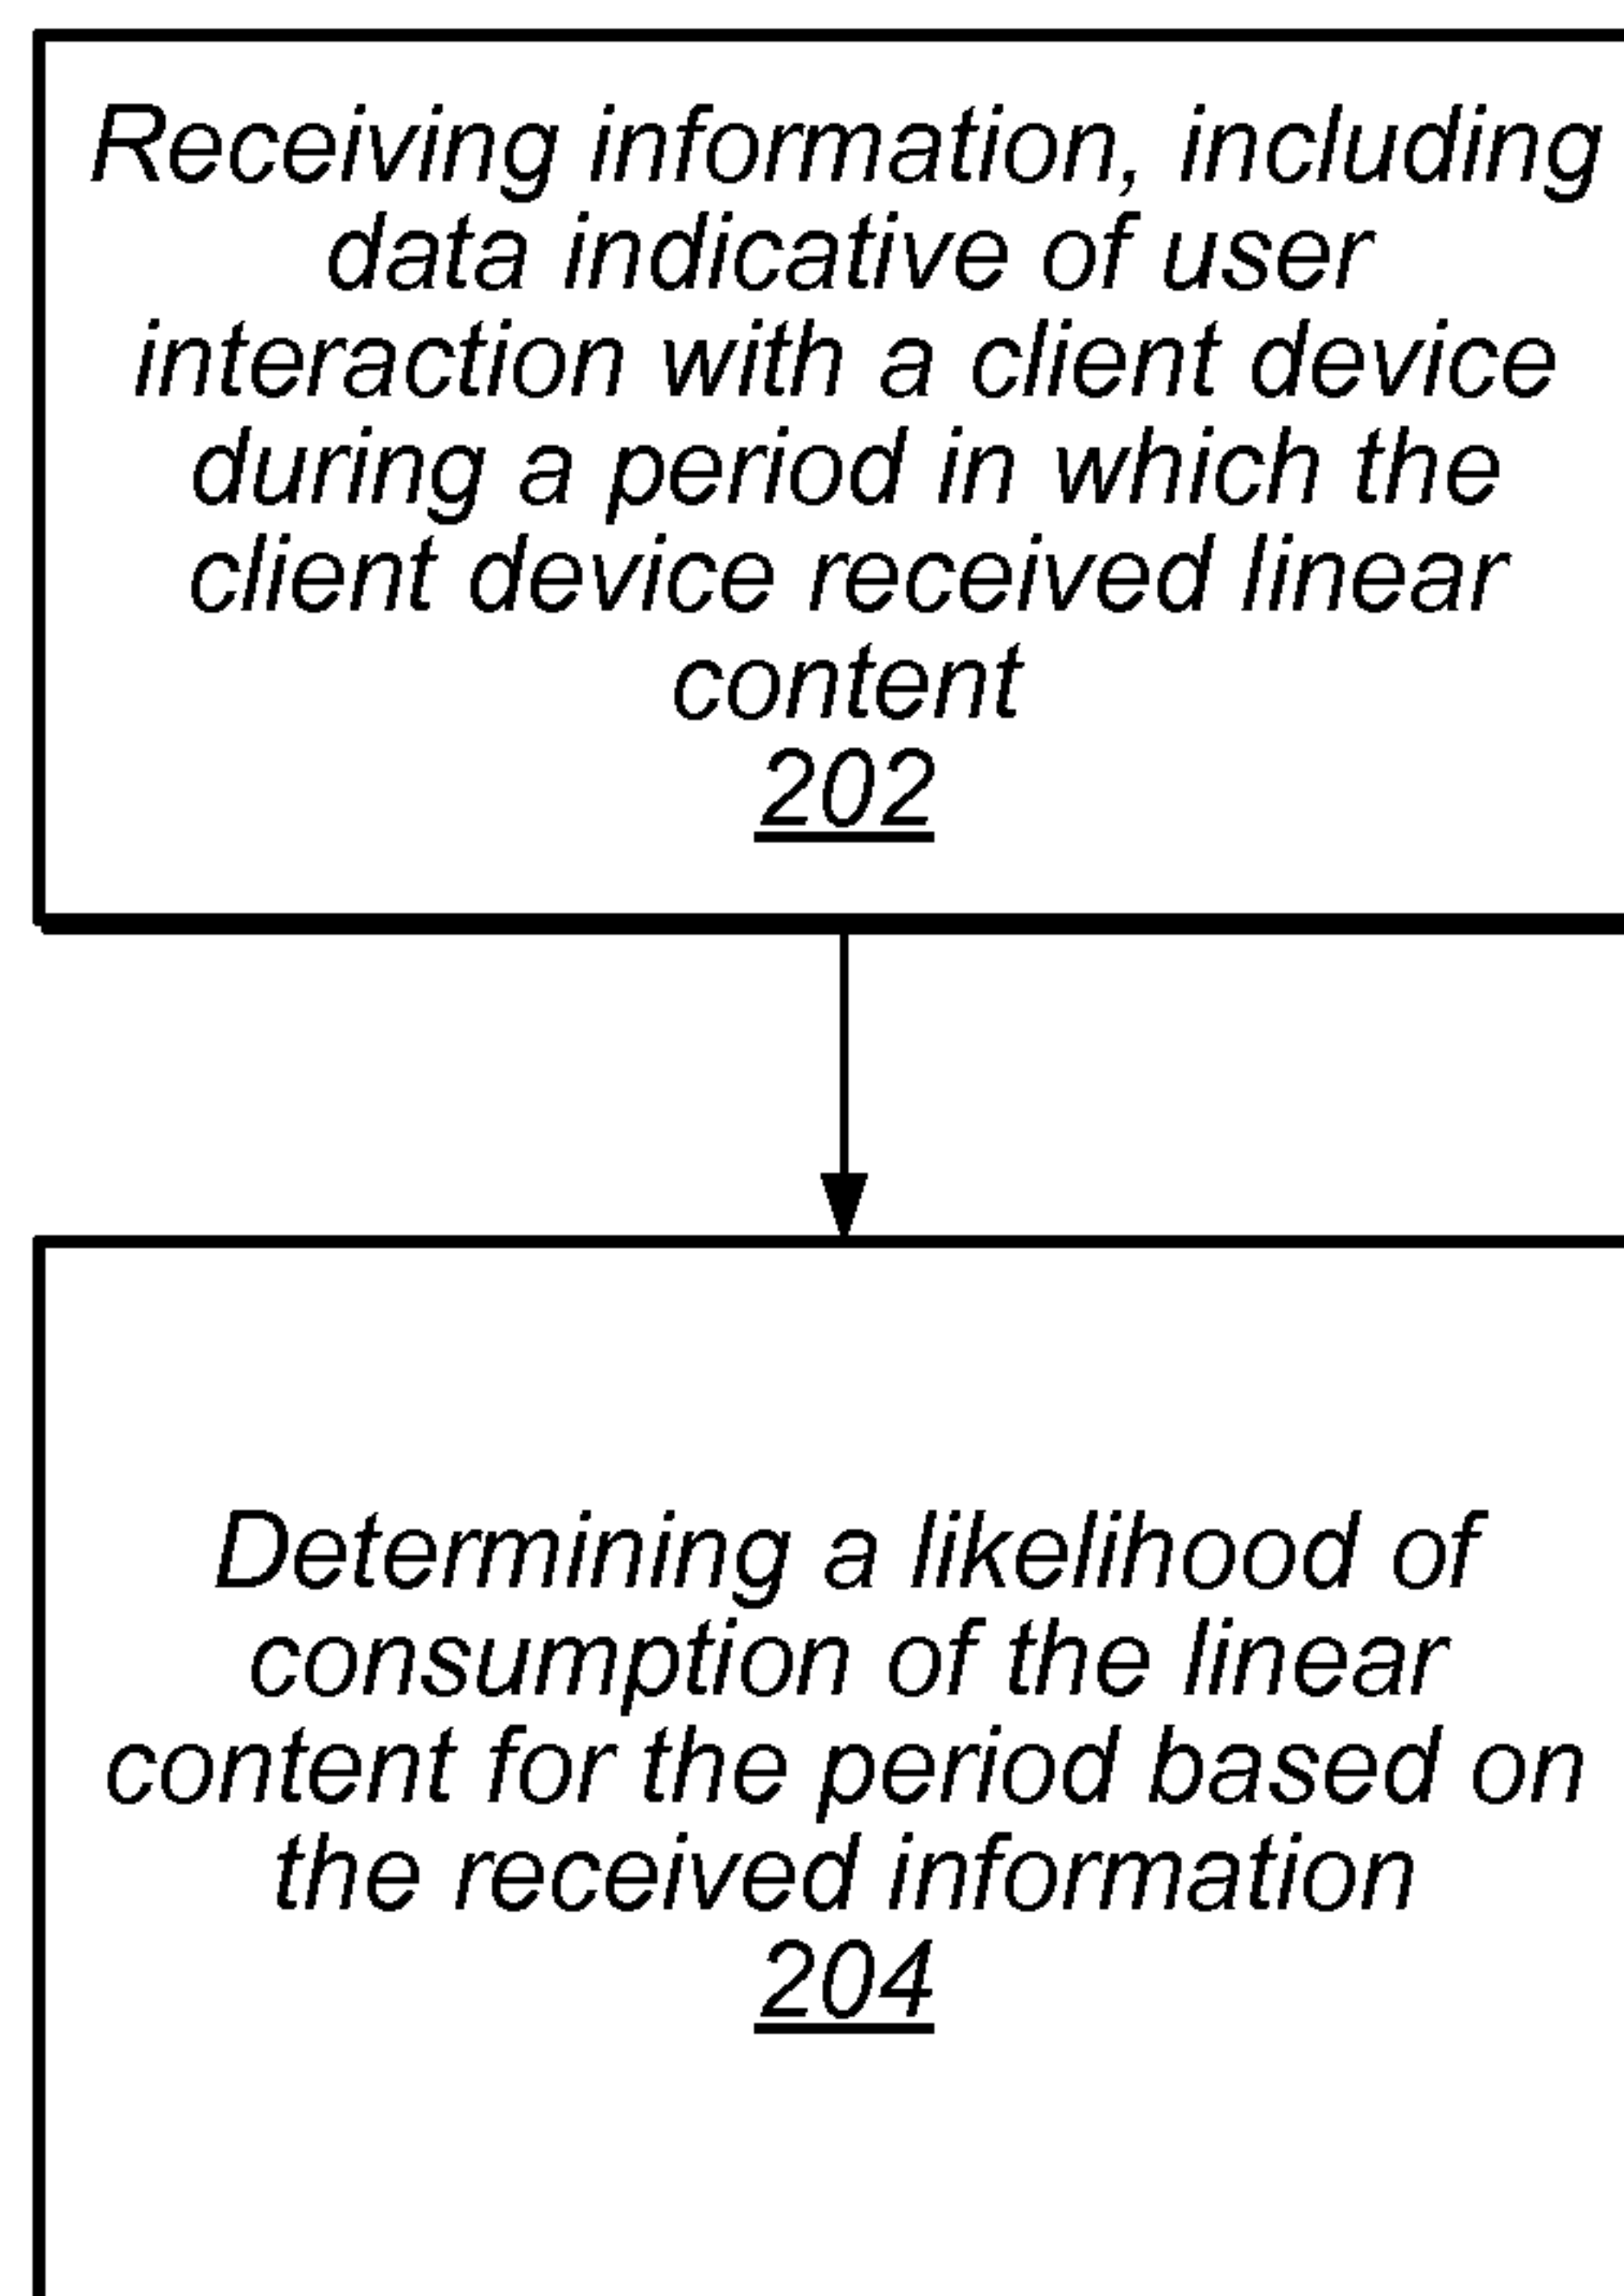 Receiving information, including
data indicative of user
interaction with a client device
during a period in which the
client device received linear
content
202
Determining a likelihood of
consumption of the linear
content for the period based on
the received information
204